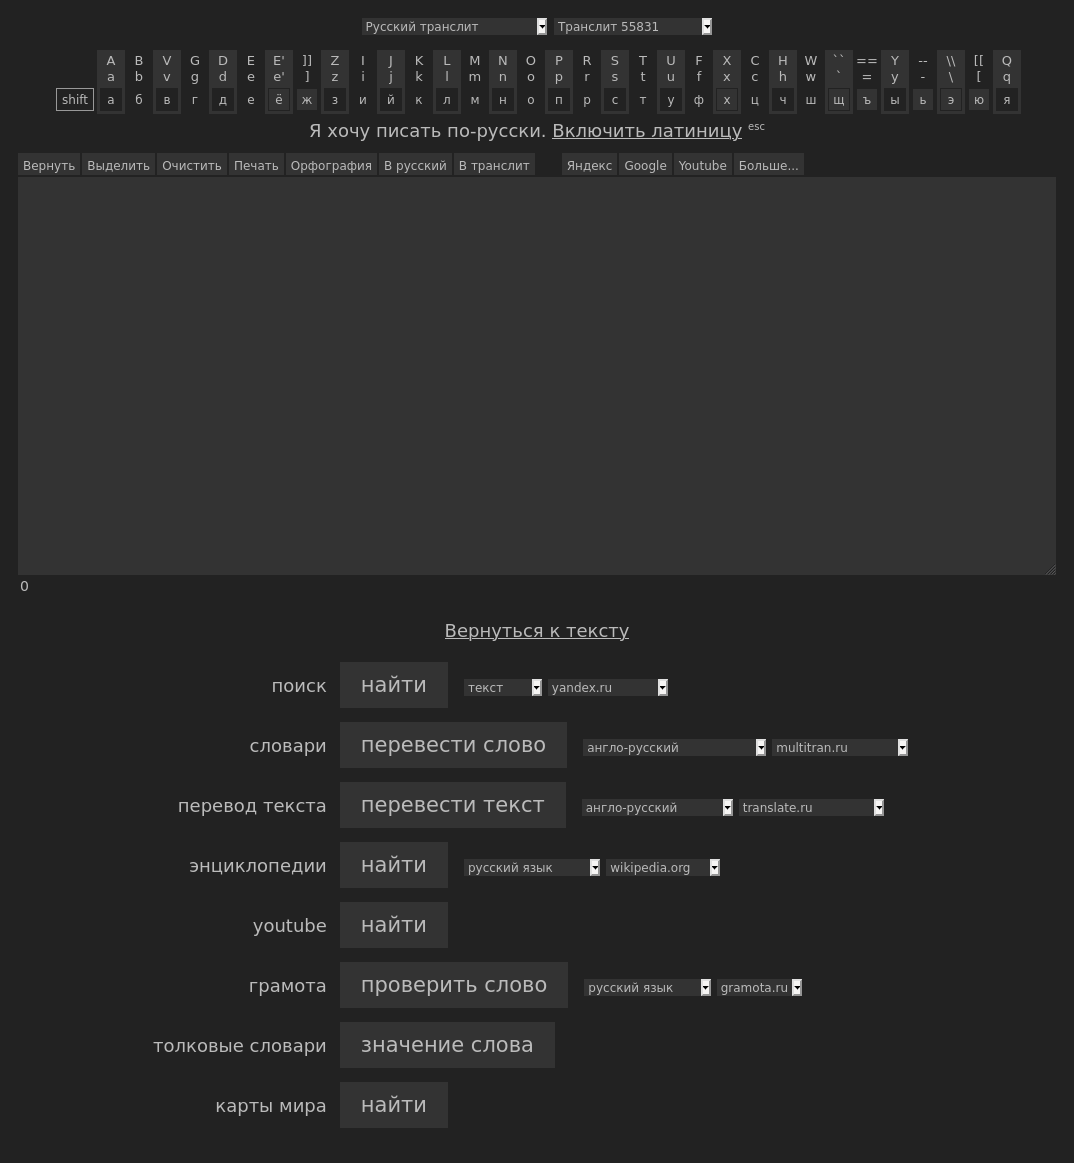 Русский транслит Транслит 55831
A B V G D E E' ]] Z I J K L M N O P R S T U F X C H W `` == Y -- \\ [[ Q
a b v g d e e' ] z i j k l m n o p r s t u f x c h w ` = y - \ [ q
shift а б в г д е ё ж з и й к л м н о п р с т у ф х ц ч ш щ ъ ы ь э ю я
Я хочу писать по-русски. Включить латиницу esc
Вернуть Выделить Очистить Печать Орфография В русский В транслит Яндекс Google Youtube Больше...
0
Вернуться к тексту
поиск найти текст yandex.ru
словари перевести слово англо-русский multitran.ru
перевод текста перевести текст англо-русский translate.ru
энциклопедии найти русский язык wikipedia.org
youtube найти
грамота проверить слово русский язык gramota.ru
толковые словари значение слова
карты мира найти